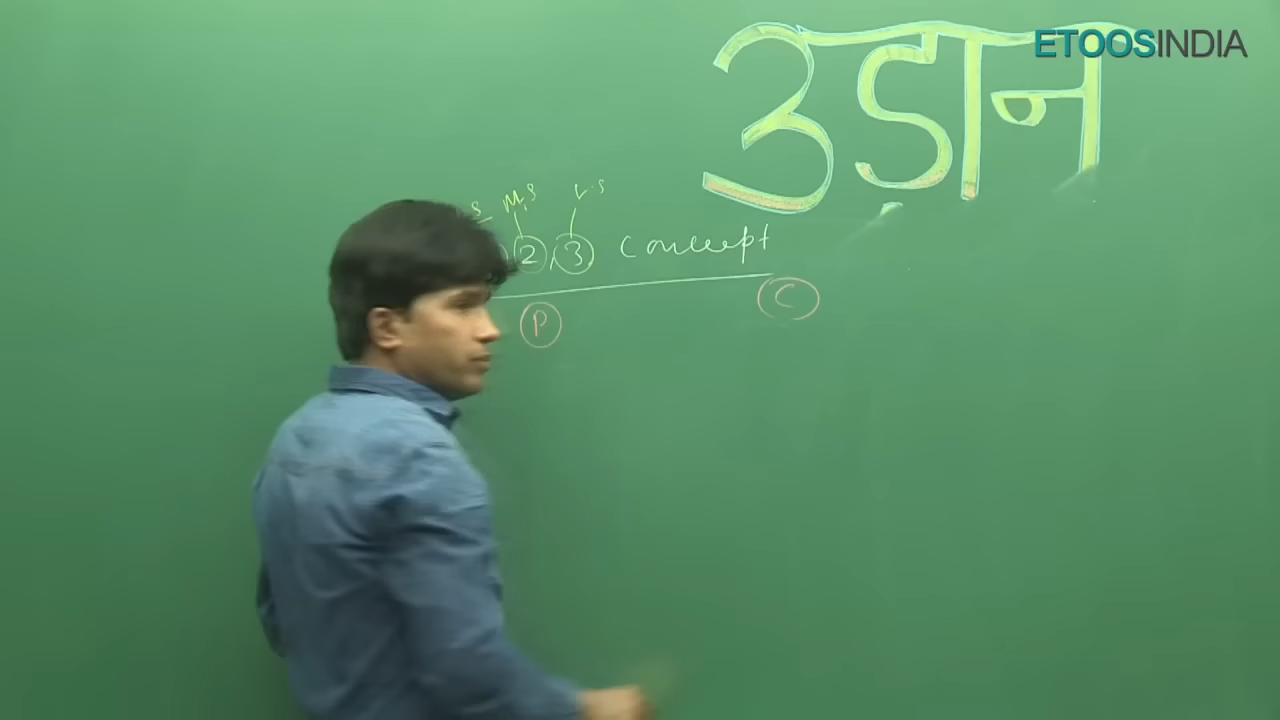 उडान
ETOOSINDIA
S M.S L.S
2, 3 Concept
P C